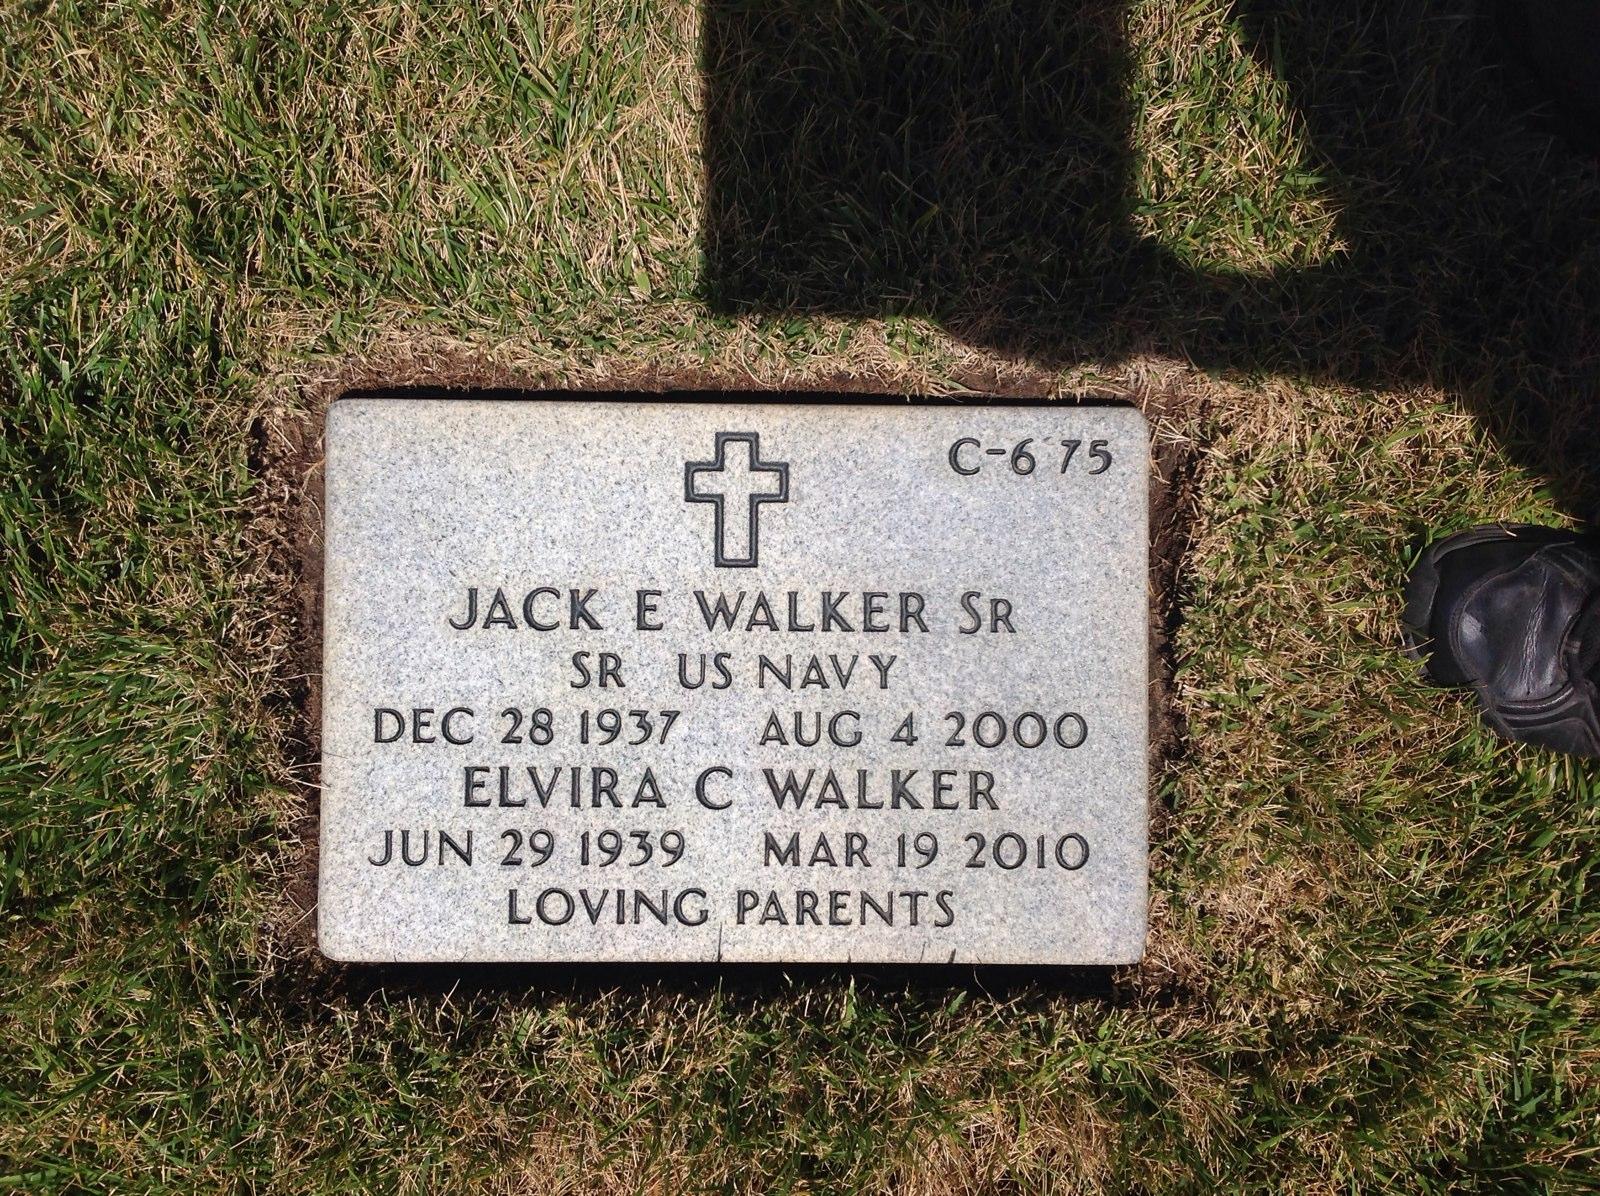 C-6 75
JACK E WALKER SR
SR US NAVY
DEC 28 1937 AUG 4 2000
ELVIRA C WALKER
JUN 29 1939 MAR 19 2010
LOVING PARENTS